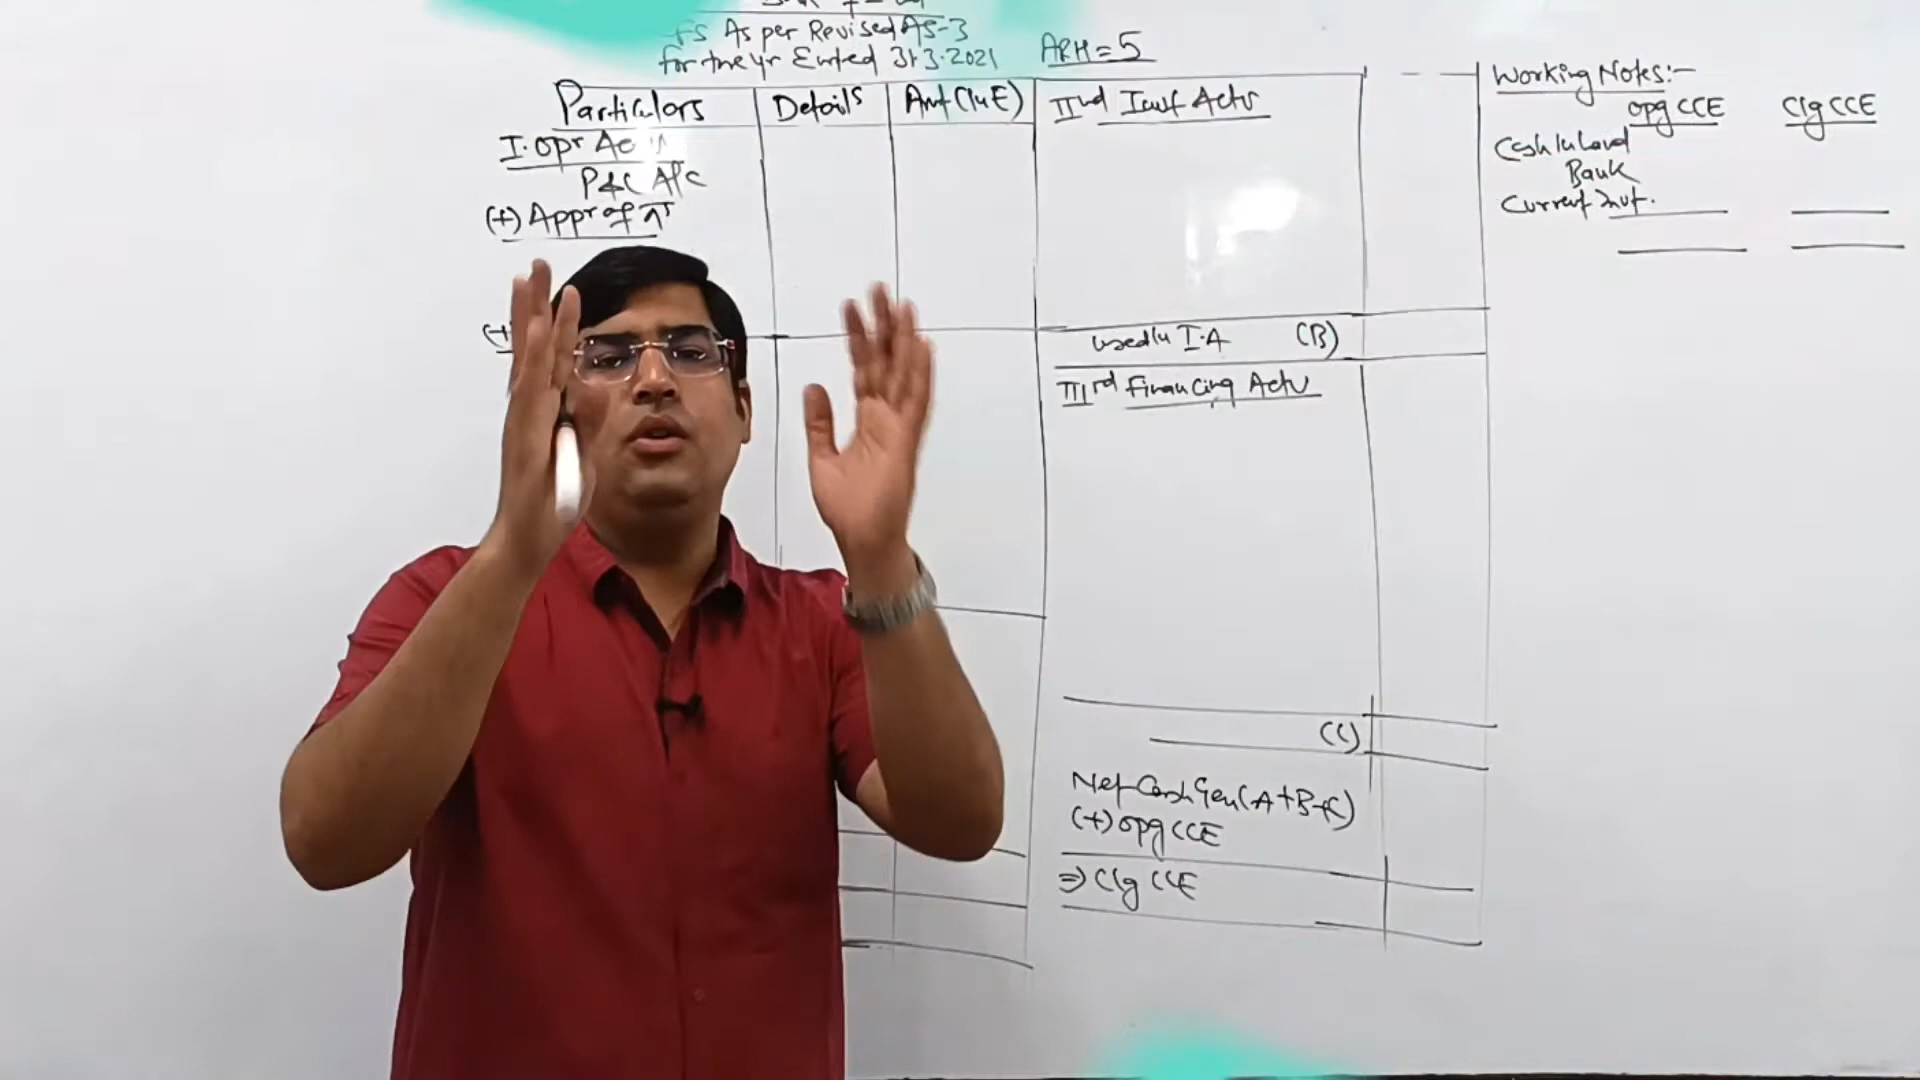 FS As per Revised AS-3
for the yr Ended 31.3.2021
ARH = 5
Particulars
Details
Amt (In E)
I. opr Ac
P&L A/c
(+) Appr of πr
IInd Invt Actv
used in I.A (B)
IIIrd Financing Actv
(C)
Net Cash Gen (A+B+C)
(+) opg CCE
⇒ Clg CCE
Working Notes:-
opg CCE
Clg CCE
Cash In hand
Bank
Current Invt.